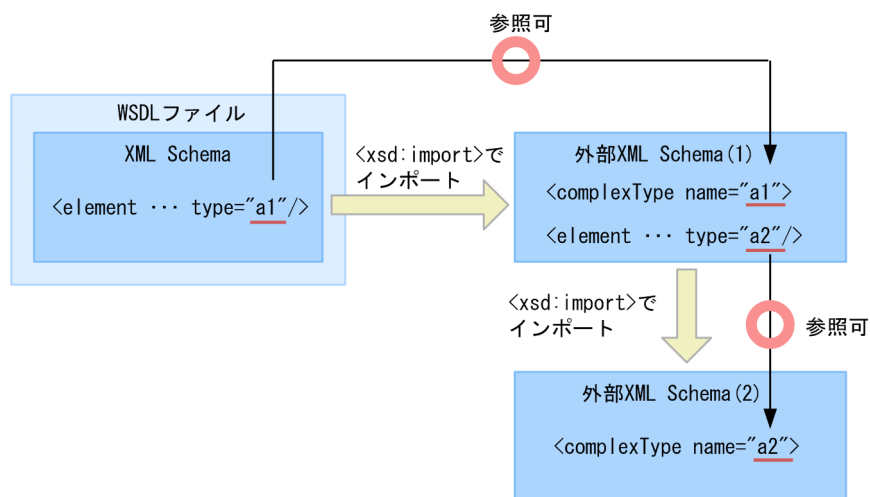 参照可
WSDLファイル
XML Schema
<element ··· type="a1"/>
<xsd:import>で
インポート
外部XML Schema(1)
<complexType name="a1">
<element ··· type="a2"/>
<xsd:import>で
インポート
参照可
外部XML Schema(2)
<complexType name="a2">